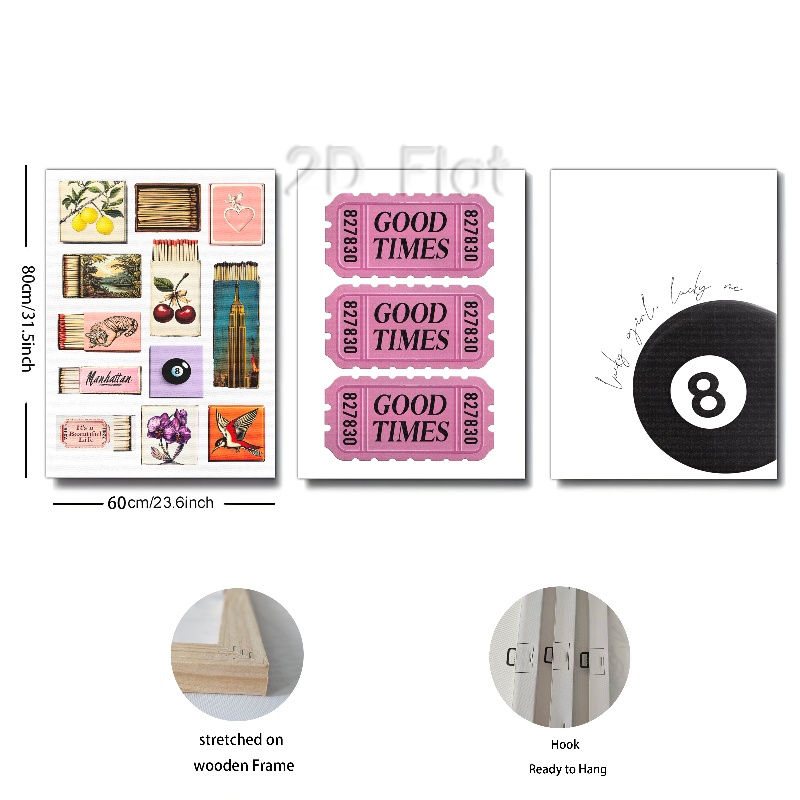 2D Flat
80cm/31.5inch
Manhattan
8
It's a
Beautiful
Life
827830
GOOD
TIMES
827830
827830
GOOD
TIMES
827830
827830
GOOD
TIMES
827830
lucky girl. lucky me
8
60cm/23.6inch
stretched on
wooden Frame
Hook
Ready to Hang